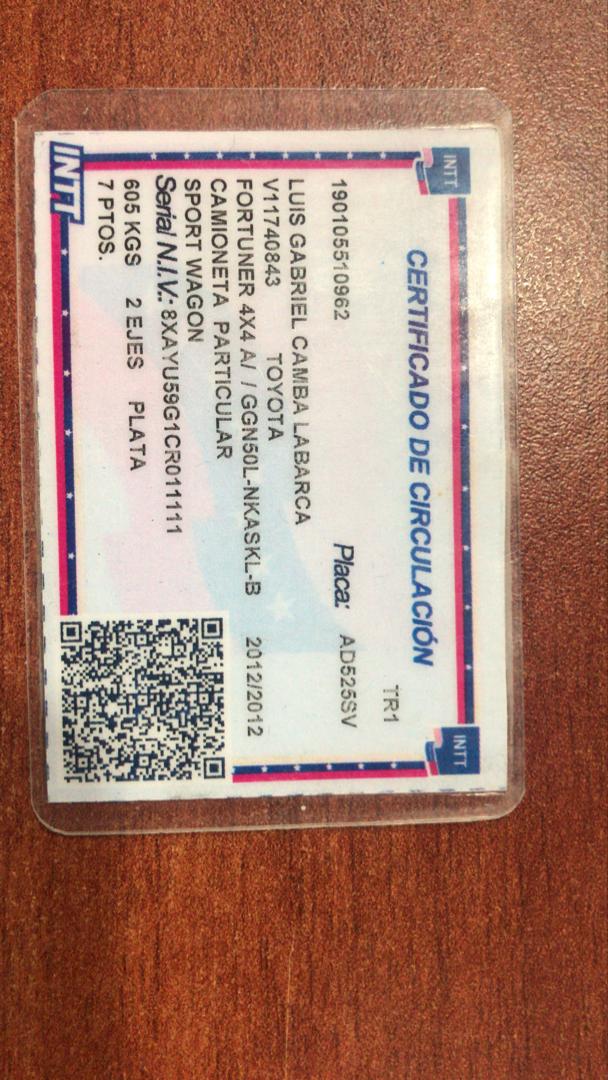 INTT
INTT
CERTIFICADO DE CIRCULACIÓN
TR1
190105510962 Placa: AD525SV
LUIS GABRIEL CAMBA LABARCA
V11740843 TOYOTA
FORTUNER 4X4 A/ / GGN50L-NKASKL-B 2012/2012
CAMIONETA PARTICULAR
SPORT WAGON
Serial N.I.V.: 8XAYU59G1CR011111
605 KGS 2 EJES PLATA
7 PTOS.
INTT